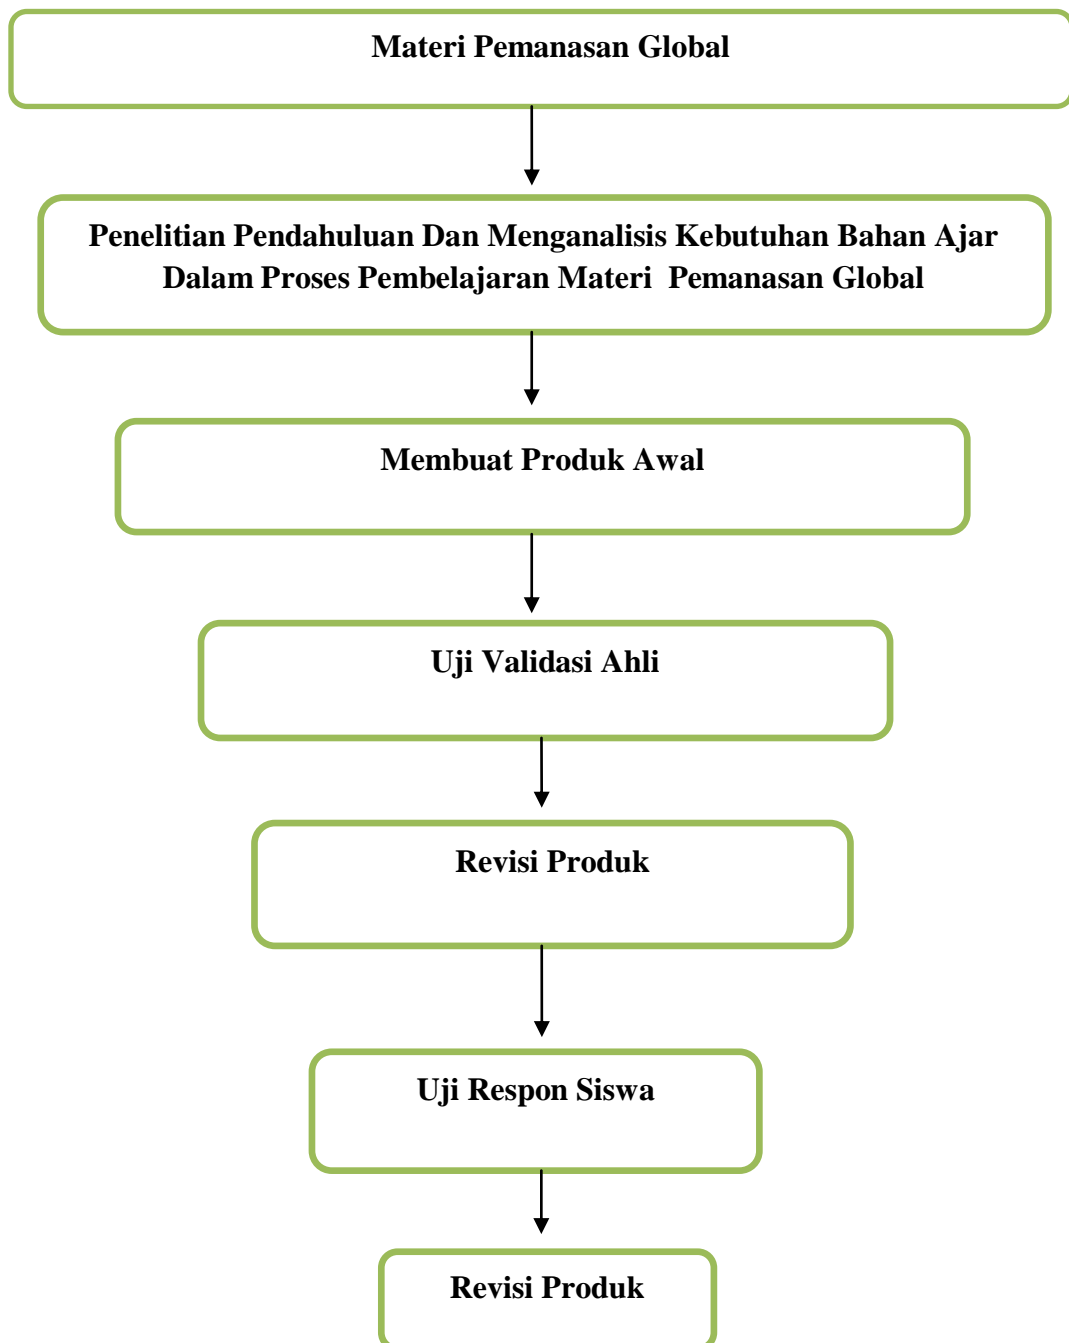 Materi Pemanasan Global
Penelitian Pendahuluan Dan Menganalisis Kebutuhan Bahan Ajar
Dalam Proses Pembelajaran Materi  Pemanasan Global
Membuat Produk Awal
Uji Validasi Ahli
Revisi Produk
Uji Respon Siswa
Revisi Produk